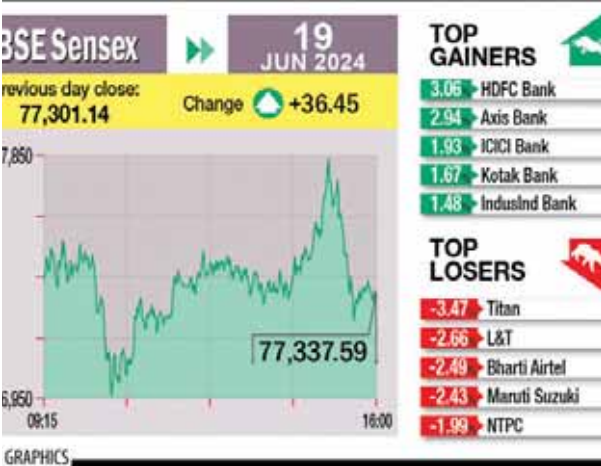 BSE Sensex
19
JUN 2024
revious day close:
77,301.14
Change +36.45
7,850
77,337.59
6,950
09:15
16:00
TOP
GAINERS
3.06 HDFC Bank
2.94 Axis Bank
1.93 ICICI Bank
1.67 Kotak Bank
1.48 IndusInd Bank
TOP
LOSERS
-3.47 Titan
-2.66 L&T
-2.49 Bharti Airtel
-2.43 Maruti Suzuki
-1.99 NTPC
GRAPHICS